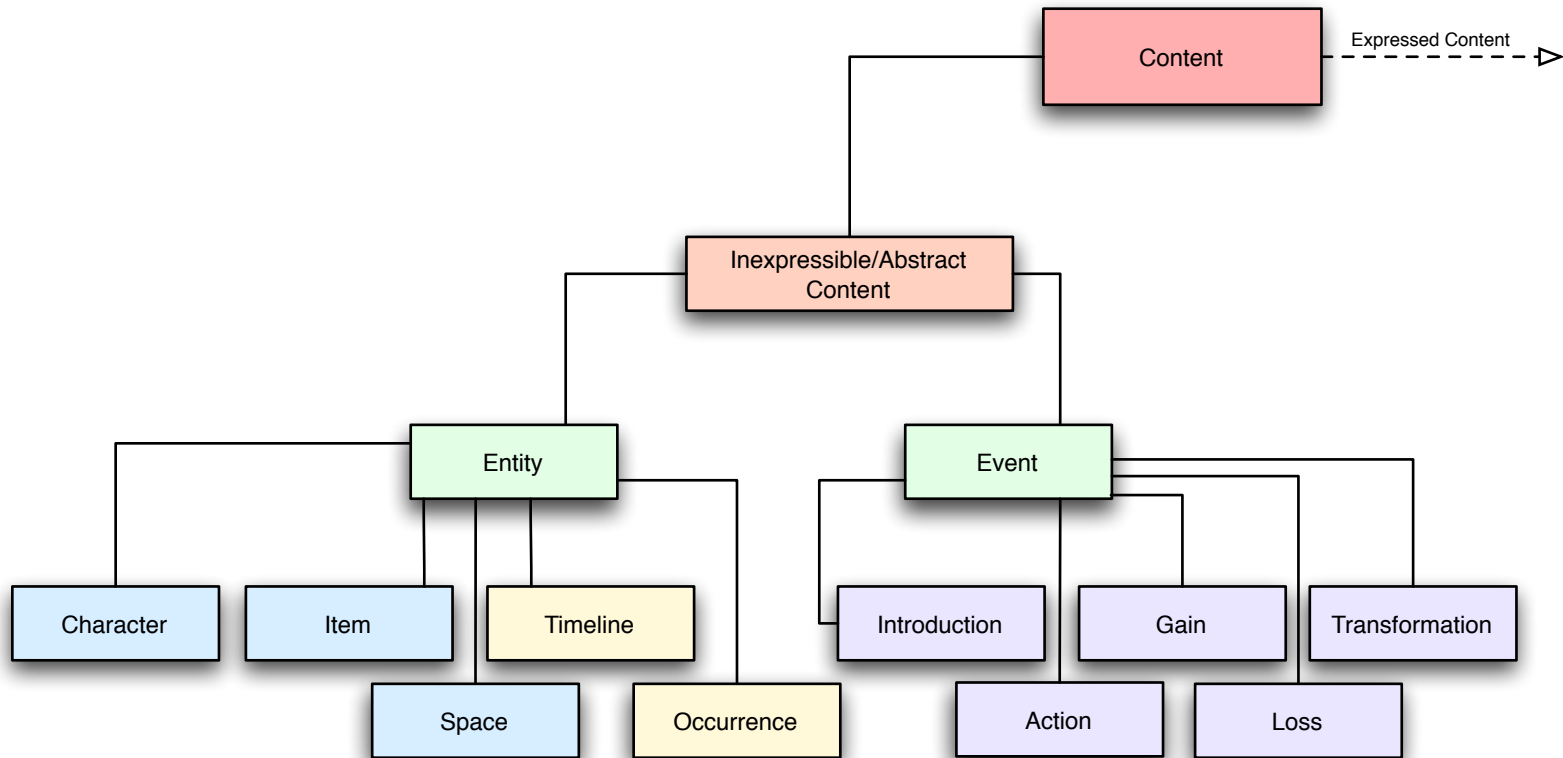 Content
Expressed Content
Inexpressible/Abstract
Content
Entity
Event
Character
Item
Timeline
Introduction
Gain
Transformation
Space
Occurrence
Action
Loss